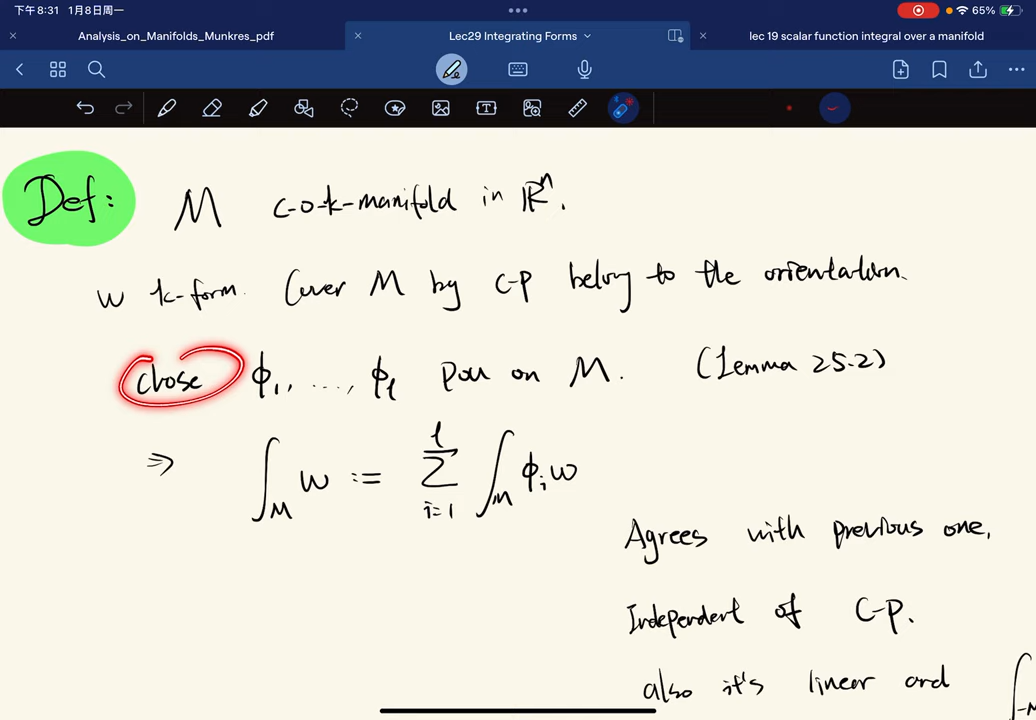 下午8:31 1月8日周一
65%
Analysis_on_Manifolds_Munkres_pdf
Lec29 Integrating Forms
lec 19 scalar function integral over a manifold
Def: M c-o-k-manifold in ℝⁿ.
w k-form. Cover M by C-P belong to the orientation.
chose ϕ₁, ..., ϕₗ pou on M. (Lemma 25.2)
⇒ ∫_M w := Σ_{i=1}^{l} ∫_M ϕᵢw
Agrees with previous one,
Independent of C-P.
also it's linear and ∫_{-M}